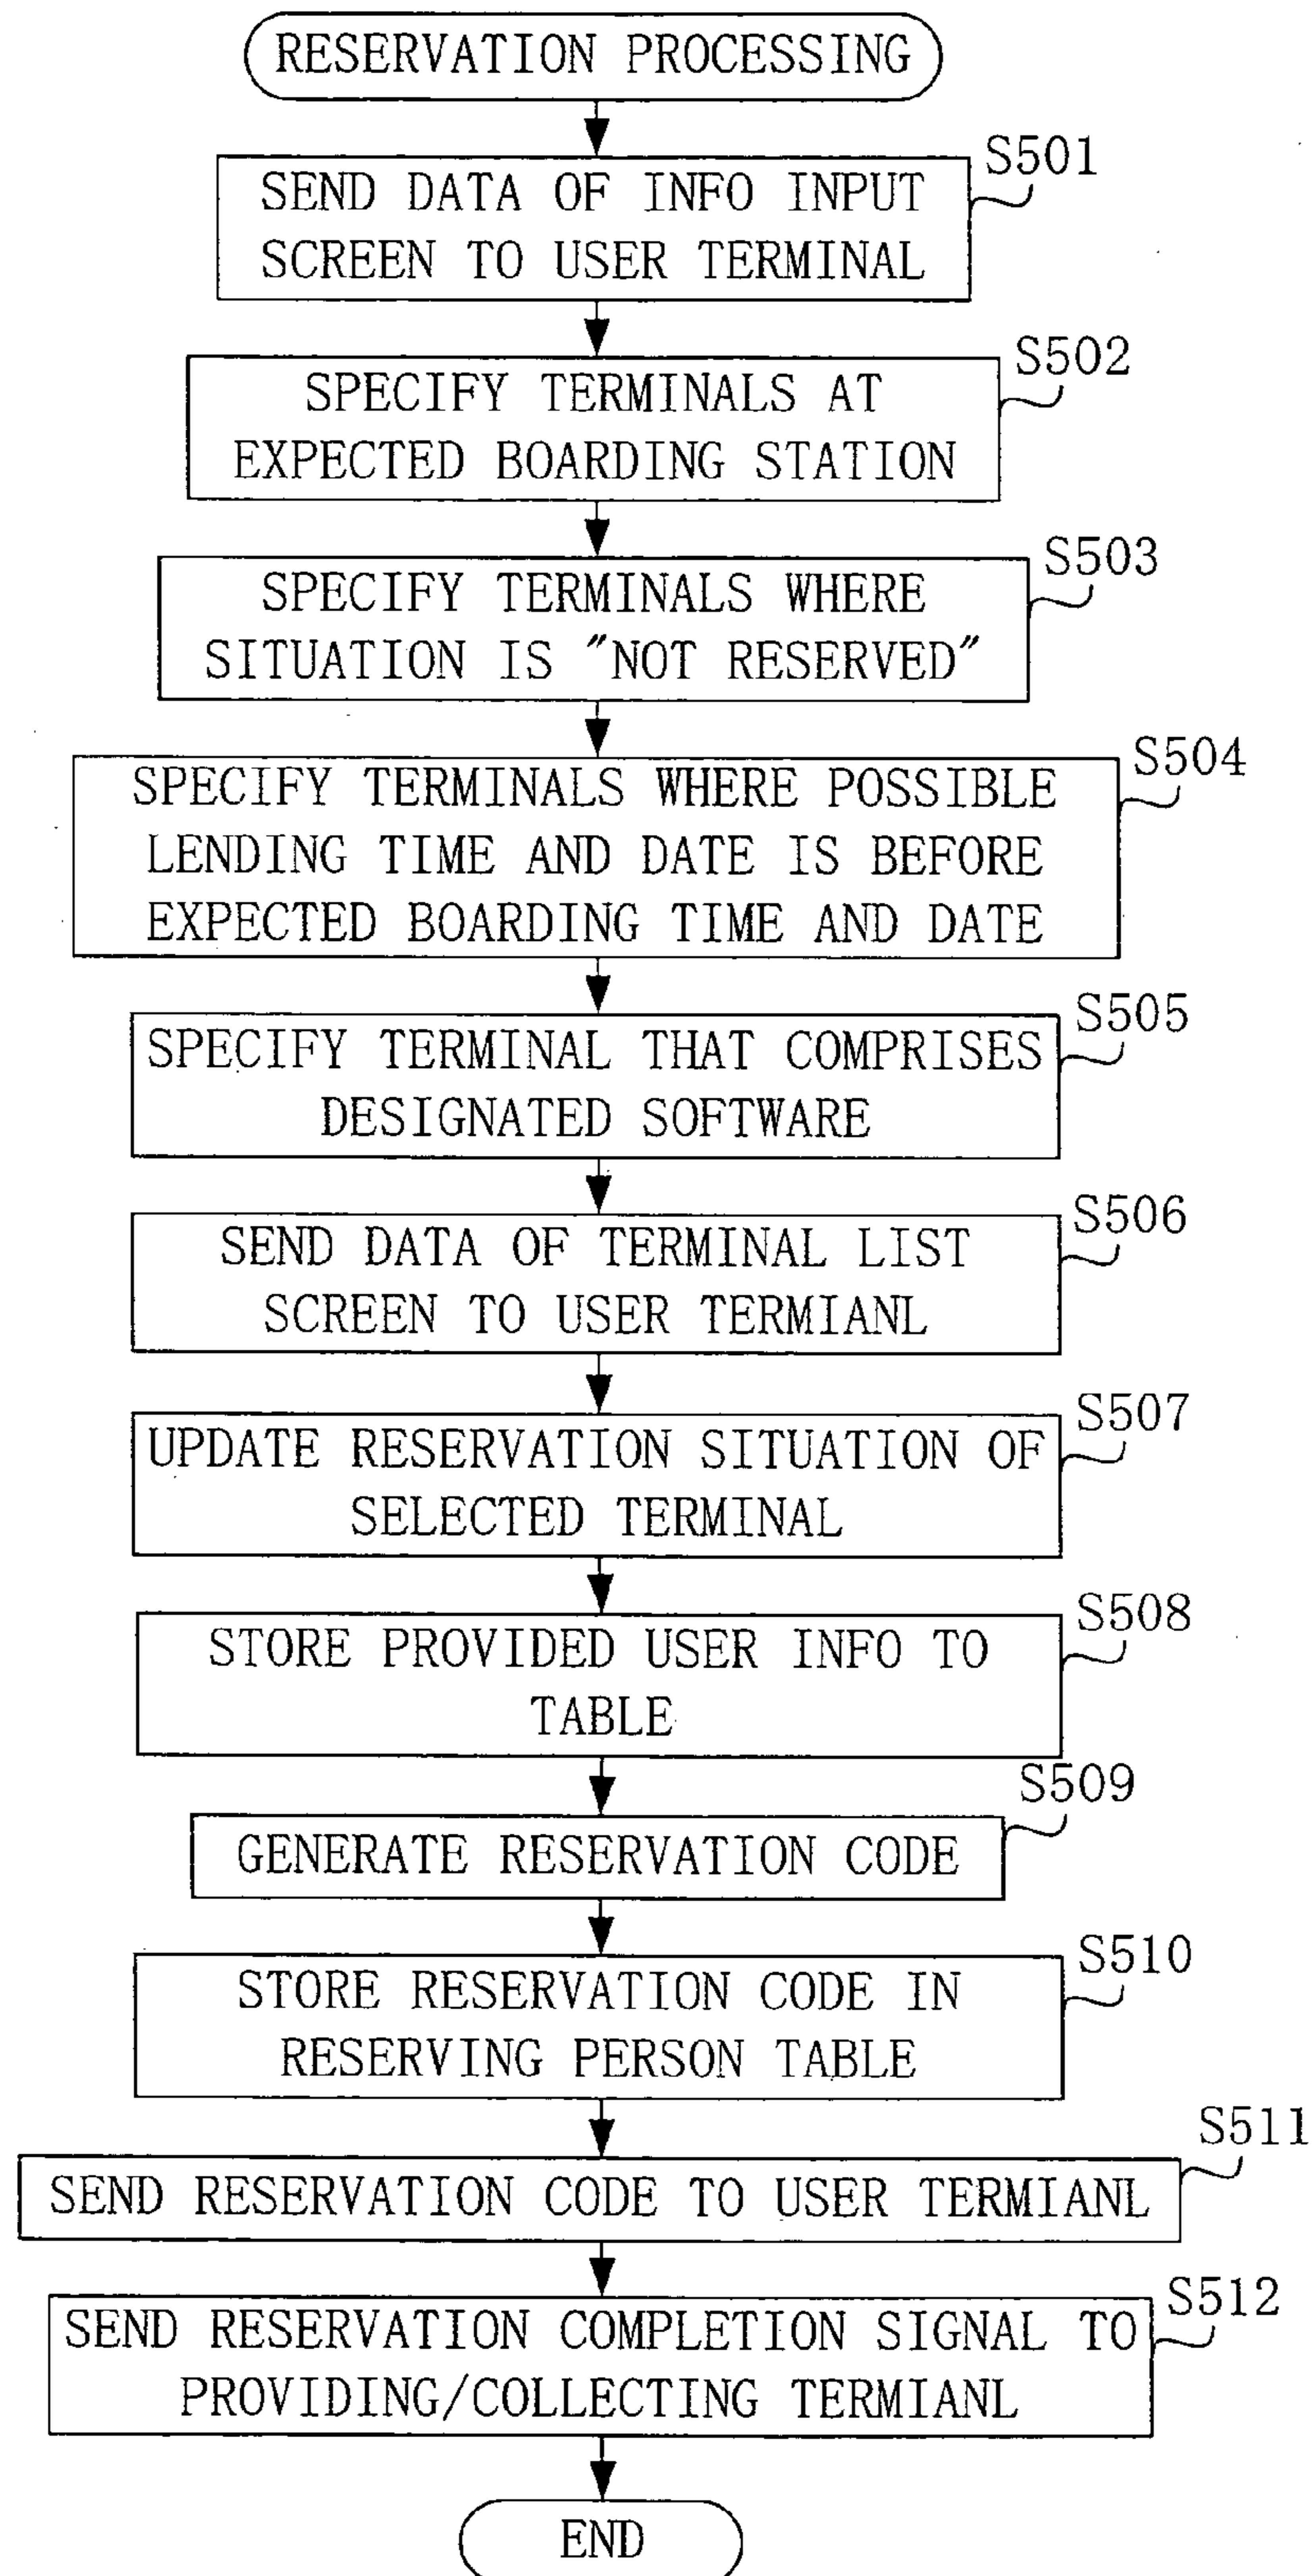 RESERVATION PROCESSING
S501
SEND DATA OF INFO INPUT
SCREEN TO USER TERMINAL
S502
SPECIFY TERMINALS AT
EXPECTED BOARDING STATION
S503
SPECIFY TERMINALS WHERE
SITUATION IS "NOT RESERVED"
S504
SPECIFY TERMINALS WHERE POSSIBLE
LENDING TIME AND DATE IS BEFORE
EXPECTED BOARDING TIME AND DATE
S505
SPECIFY TERMINAL THAT COMPRISES
DESIGNATED SOFTWARE
S506
SEND DATA OF TERMINAL LIST
SCREEN TO USER TERMIANL
S507
UPDATE RESERVATION SITUATION OF
SELECTED TERMINAL
S508
STORE PROVIDED USER INFO TO
TABLE
S509
GENERATE RESERVATION CODE
S510
STORE RESERVATION CODE IN
RESERVING PERSON TABLE
S511
SEND RESERVATION CODE TO USER TERMIANL
S512
SEND RESERVATION COMPLETION SIGNAL TO
PROVIDING/COLLECTING TERMIANL
END